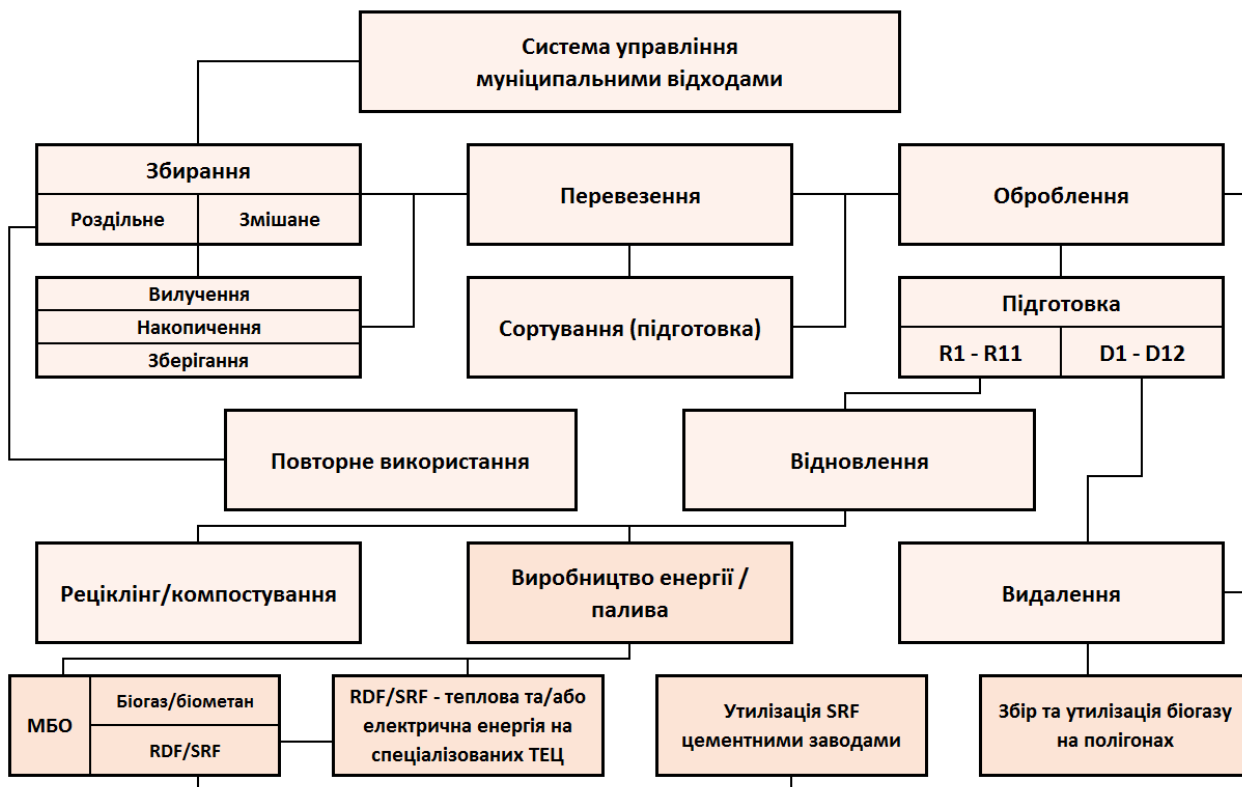 Система управління
муніципальними відходами
Збирання
Роздільне
Змішане
Перевезення
Оброблення
Вилучення
Накопичення
Зберігання
Сортування (підготовка)
Підготовка
R1 - R11
D1 - D12
Повторне використання
Відновлення
Реціклінг/компостування
Виробництво енергії /
палива
Видалення
МБО
Біогаз/біометан
RDF/SRF
RDF/SRF - теплова та/або
електрична енергія на
спеціалізованих ТЕЦ
Утилізація SRF
цементними заводами
Збір та утилізація біогазу
на полігонах